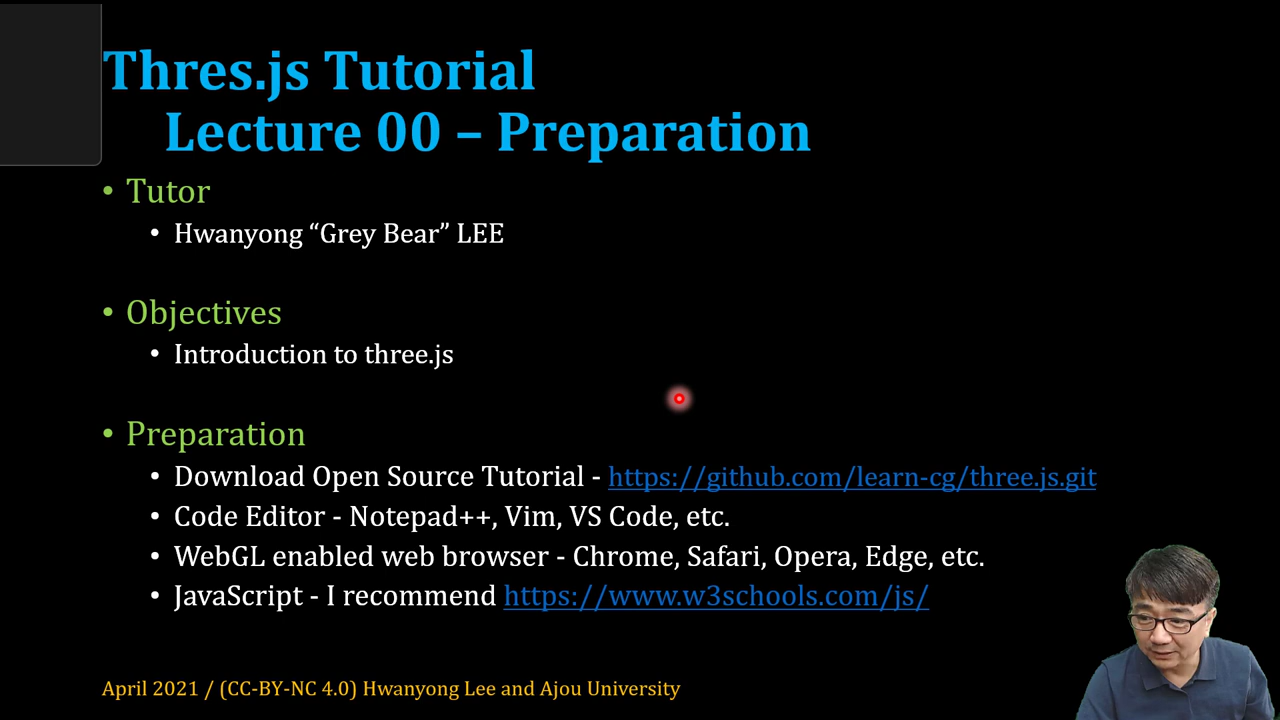 Thres.js Tutorial
Lecture 00 – Preparation
• Tutor
• Hwanyong “Grey Bear” LEE
• Objectives
• Introduction to three.js
• Preparation
• Download Open Source Tutorial - https://github.com/learn-cg/three.js.git
• Code Editor - Notepad++, Vim, VS Code, etc.
• WebGL enabled web browser - Chrome, Safari, Opera, Edge, etc.
• JavaScript - I recommend https://www.w3schools.com/js/
April 2021 / (CC-BY-NC 4.0) Hwanyong Lee and Ajou University